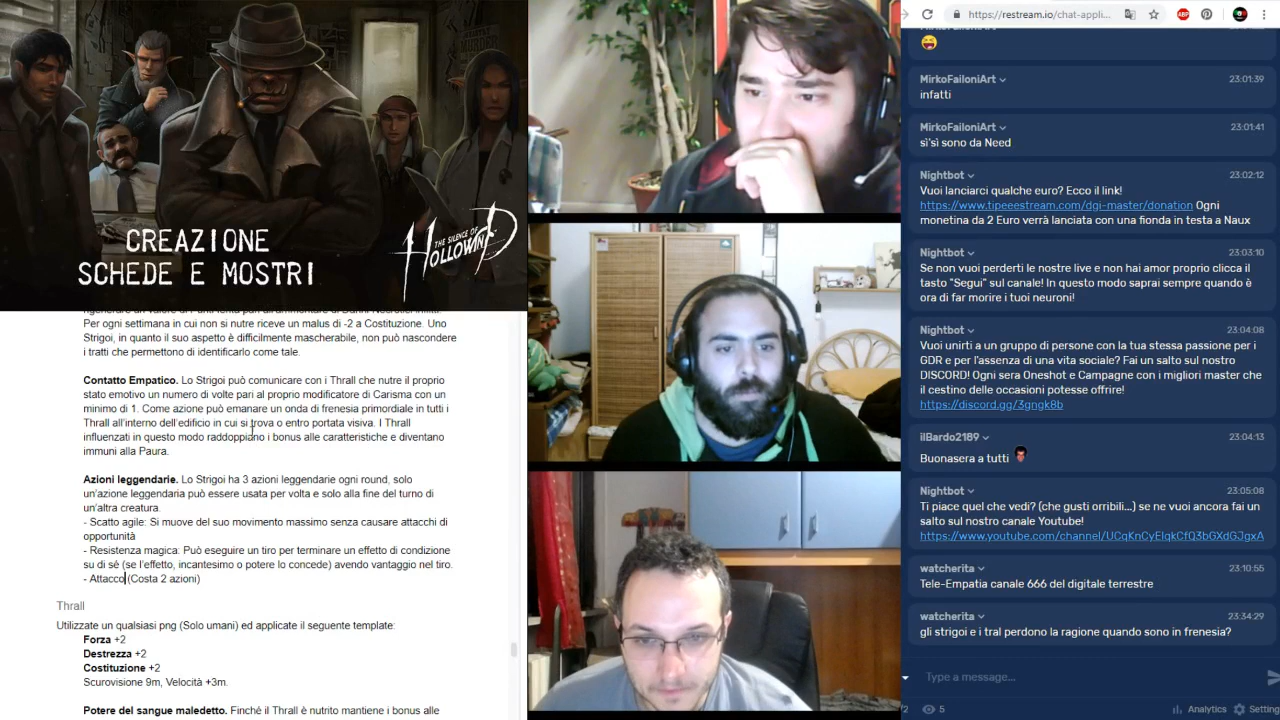 CREAZIONE
SCHEDE E MOSTRI
THE SILENCE OF
HOLLOWIND
Per ogni settimana in cui non si nutre riceve un malus di -2 a Costituzione. Uno
Strigoi, in quanto il suo aspetto è difficilmente mascherabile, non può nascondere
i tratti che permettono di identificarlo come tale.
Contatto Empatico. Lo Strigoi può comunicare con i Thrall che nutre il proprio
stato emotivo un numero di volte pari al proprio modificatore di Carisma con un
minimo di 1. Come azione può emanare un onda di frenesia primordiale in tutti i
Thrall all'interno dell'edificio in cui si trova o entro portata visiva. I Thrall
influenzati in questo modo raddoppiano i bonus alle caratteristiche e diventano
immuni alla Paura.
Azioni leggendarie. Lo Strigoi ha 3 azioni leggendarie ogni round, solo
un'azione leggendaria può essere usata per volta e solo alla fine del turno di
un'altra creatura.
- Scatto agile: Si muove del suo movimento massimo senza causare attacchi di
opportunità
- Resistenza magica: Può eseguire un tiro per terminare un effetto di condizione
su di sé (se l'effetto, incantesimo o potere lo concede) avendo vantaggio nel tiro.
- Attacco (Costa 2 azioni)
Thrall
Utilizzate un qualsiasi png (Solo umani) ed applicate il seguente template:
Forza +2
Destrezza +2
Costituzione +2
Scurovisione 9m, Velocità +3m.
Potere del sangue maledetto. Finché il Thrall è nutrito mantiene i bonus alle
https://restream.io/chat-appli...
ABP
MirkoFailoniArt 23:01:39
infatti
MirkoFailoniArt 23:01:41
sì'sì sono da Need
Nightbot 23:02:12
Vuoi lanciarci qualche euro? Ecco il link!
https://www.tipeeestream.com/dgi-master/donation Ogni
monetina da 2 Euro verrà lanciata con una fionda in testa a Naux
Nightbot 23:03:10
Se non vuoi perderti le nostre live e non hai amor proprio clicca il
tasto "Segui" sul canale! In questo modo saprai sempre quando è
ora di far morire i tuoi neuroni!
Nightbot 23:04:08
Vuoi unirti a un gruppo di persone con la tua stessa passione per i
GDR e per l'assenza di una vita sociale? Fai un salto sul nostro
DISCORD! Ogni sera Oneshot e Campagne con i migliori master che
il cestino delle occasioni potesse offrire!
https://discord.gg/3gngk8b
ilBardo2189 23:04:13
Buonasera a tutti
Nightbot 23:05:08
Ti piace quel che vedi? (che gusti orribili...) se ne vuoi ancora fai un
salto sul nostro canale Youtube!
https://www.youtube.com/channel/UCqKnCyElqkCfQ3bGXdGJgxA
watcherita 23:10:55
Tele-Empatia canale 666 del digitale terrestre
watcherita 23:34:29
gli strigoi e i tral perdono la ragione quando sono in frenesia?
Type a message...
5 Analytics Setting